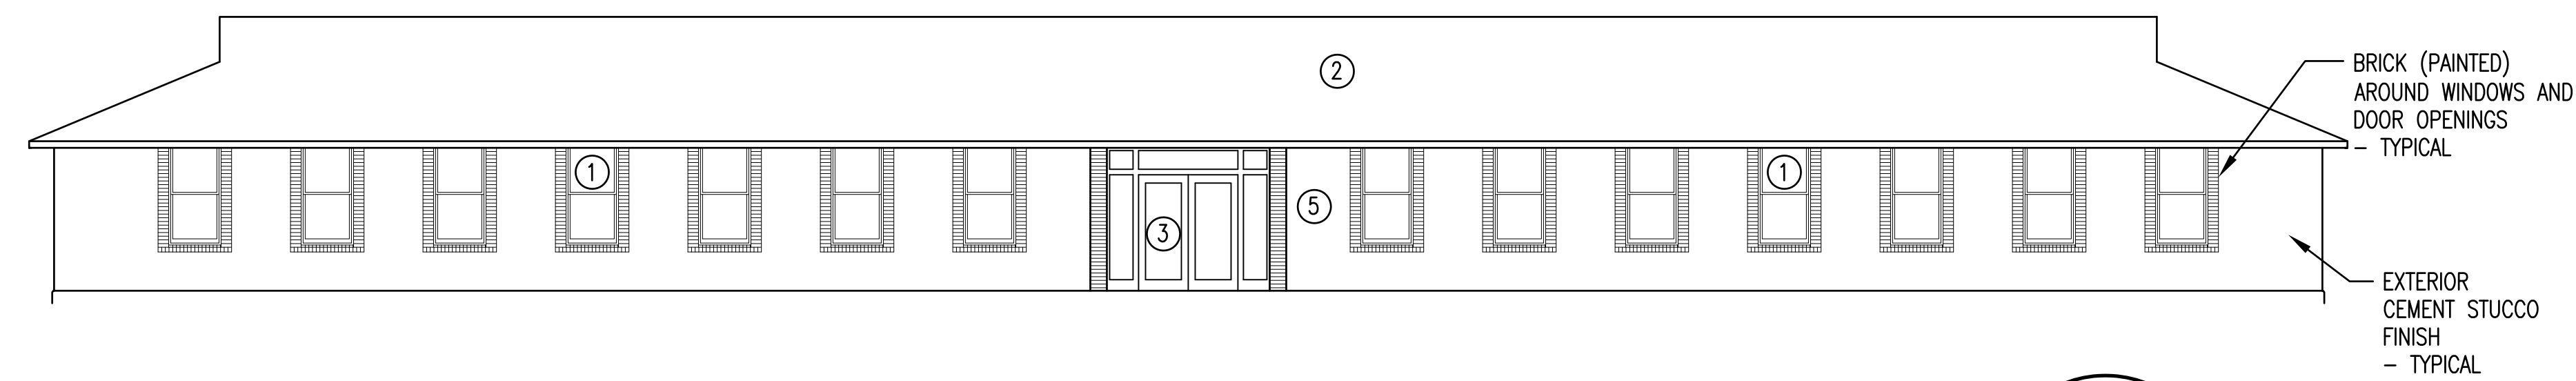 2
BRICK (PAINTED)
AROUND WINDOWS AND
DOOR OPENINGS
– TYPICAL
1
1
5
3
EXTERIOR
CEMENT STUCCO
FINISH
– TYPICAL